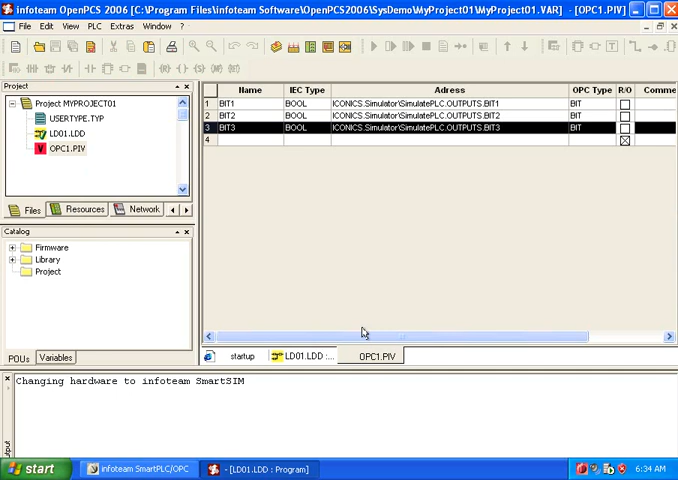 infoteam OpenPCS 2006 [C:\Program Files\infoteam Software\OpenPCS2006\SysDemo\MyProject01\MyProject01.VAR] - [OPC1.PIV]
File Edit View PLC Extras Window ?
Project
Project MYPROJECT01
USERTYPE.TYP
LD01.LDD
OPC1.PIV
Files Resources Network
Catalog
Firmware
Library
Project
POUs Variables
Name IEC Type Adress OPC Type R/O Comme
1 BIT1 BOOL ICONICS.Simulator\SimulatePLC.OUTPUTS.BIT1 BIT
2 BIT2 BOOL ICONICS.Simulator\SimulatePLC.OUTPUTS.BIT2 BIT
3 BIT3 BOOL ICONICS.Simulator\SimulatePLC.OUTPUTS.BIT3 BIT
4
startup LD01.LDD :... OPC1.PIV
Changing hardware to infoteam SmartSIM
start infoteam SmartPLC/OPC - [LD01.LDD : Program] 6:34 AM